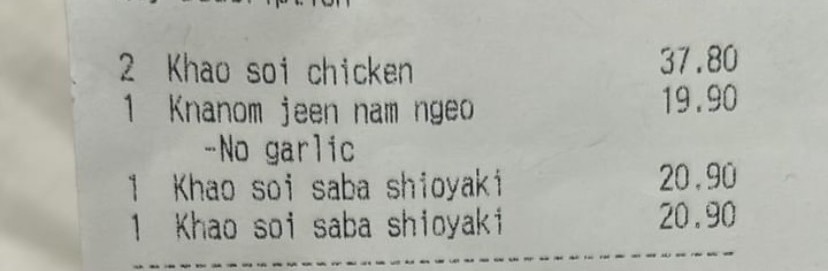 2 Khao soi chicken 37.80
1 Knanom jeen nam ngeo 19.90
-No garlic
1 Khao soi saba shioyaki 20.90
1 Khao soi saba shioyaki 20.90